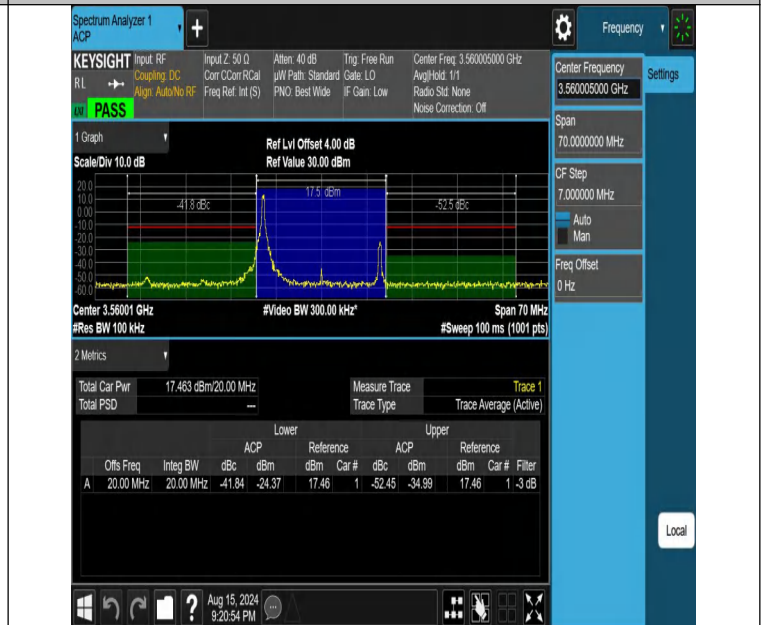 Spectrum Analyzer 1
ACP
+
Frequency
KEYSIGHT
RL
PASS
Input: RF
Coupling: DC
Align: Auto/No RF
Input Z: 50 Ω
Corr CCorr RCal
Freq Ref: Int (S)
Atten: 40 dB
µW Path: Standard
PNO: Best Wide
Trig: Free Run
Gate: LO
IF Gain: Low
Center Freq: 3.560005000 GHz
Avg|Hold: 1/1
Radio Std: None
Noise Correction: Off
Center Frequency
3.560005000 GHz
Settings
Span
70.0000000 MHz
CF Step
7.000000 MHz
Auto
Man
Freq Offset
0 Hz
Local
1 Graph
Scale/Div 10.0 dB
Ref Lvl Offset 4.00 dB
Ref Value 30.00 dBm
20.0
10.0
0.00
-10.0
-20.0
-30.0
-40.0
-50.0
-60.0
-41.8 dBc
17.5 dBm
-52.5 dBc
Center 3.56001 GHz
#Video BW 300.00 kHz*
Span 70 MHz
#Res BW 100 kHz
#Sweep 100 ms (1001 pts)
2 Metrics
Total Car Pwr 17.463 dBm/20.00 MHz
Total PSD ---
Measure Trace Trace 1
Trace Type Trace Average (Active)
Lower Upper
ACP Reference ACP Reference
Offs Freq Integ BW dBc dBm dBm Car # dBc dBm dBm Car # Filter
A 20.00 MHz 20.00 MHz -41.84 -24.37 17.46 1 -52.45 -34.99 17.46 1 -3 dB
?
Aug 15, 2024
9:20:54 PM